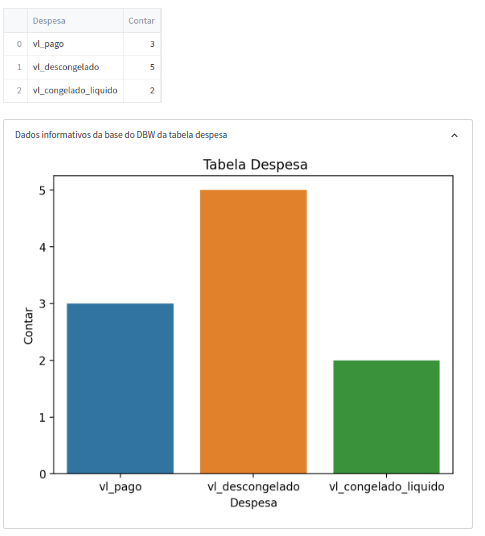 Despesa Contar
0 vl_pago 3
1 vl_descongelado 5
2 vl_congelado_liquido 2
Dados informativos da base do DBW da tabela despesa
Tabela Despesa
5
4
3
2
1
0
Contar
vl_pago vl_descongelado vl_congelado_liquido
Despesa